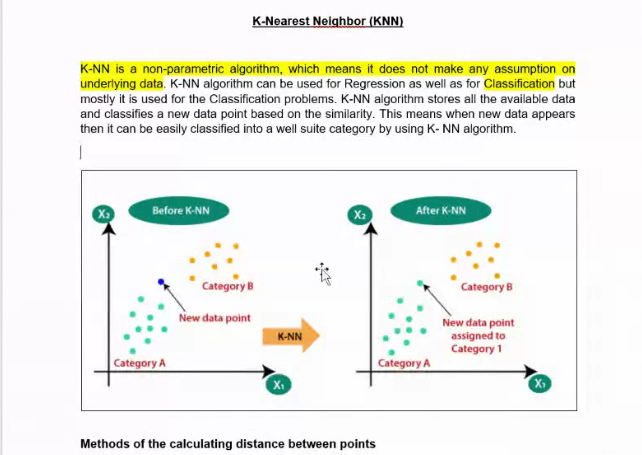 K-Nearest Neighbor (KNN)
K-NN is a non-parametric algorithm, which means it does not make any assumption on
underlying data. K-NN algorithm can be used for Regression as well as for Classification but
mostly it is used for the Classification problems. K-NN algorithm stores all the available data
and classifies a new data point based on the similarity. This means when new data appears
then it can be easily classified into a well suite category by using K- NN algorithm.
X₂
Before K-NN
Category B
New data point
Category A
X₁
K-NN
X₂
After K-NN
Category B
New data point
assigned to
Category 1
Category A
X₁
Methods of the calculating distance between points